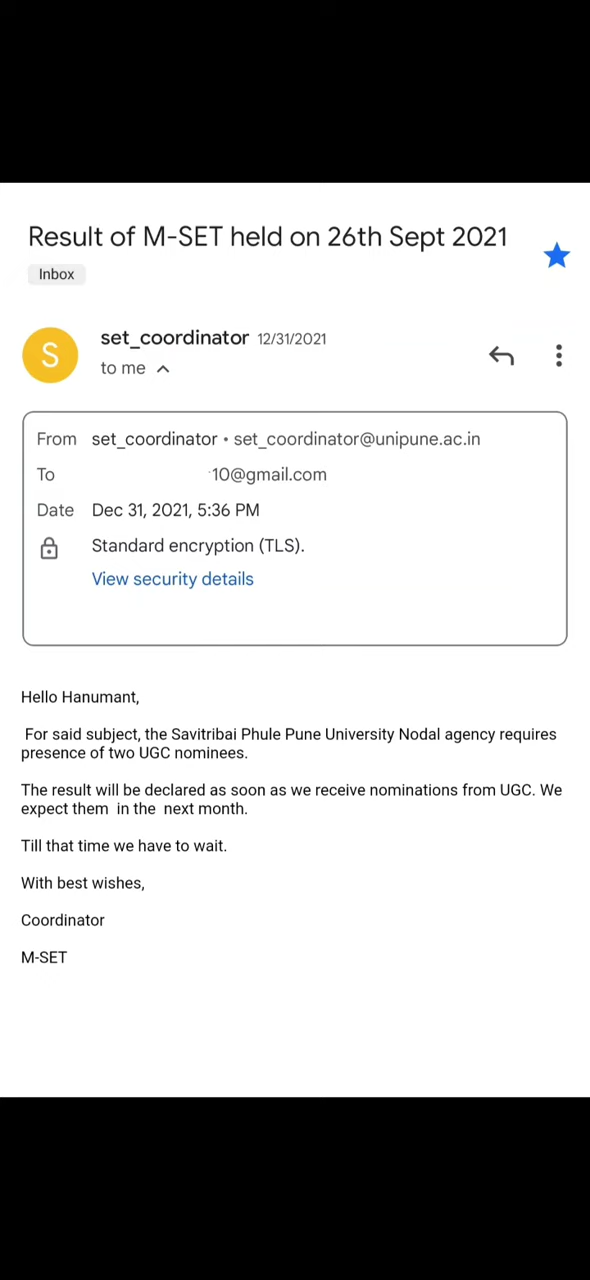 Result of M-SET held on 26th Sept 2021
Inbox
S
set_coordinator 12/31/2021
to me
From set_coordinator • set_coordinator@unipune.ac.in
To 10@gmail.com
Date Dec 31, 2021, 5:36 PM
Standard encryption (TLS).
View security details
Hello Hanumant,
For said subject, the Savitribai Phule Pune University Nodal agency requires
presence of two UGC nominees.
The result will be declared as soon as we receive nominations from UGC. We
expect them in the next month.
Till that time we have to wait.
With best wishes,
Coordinator
M-SET